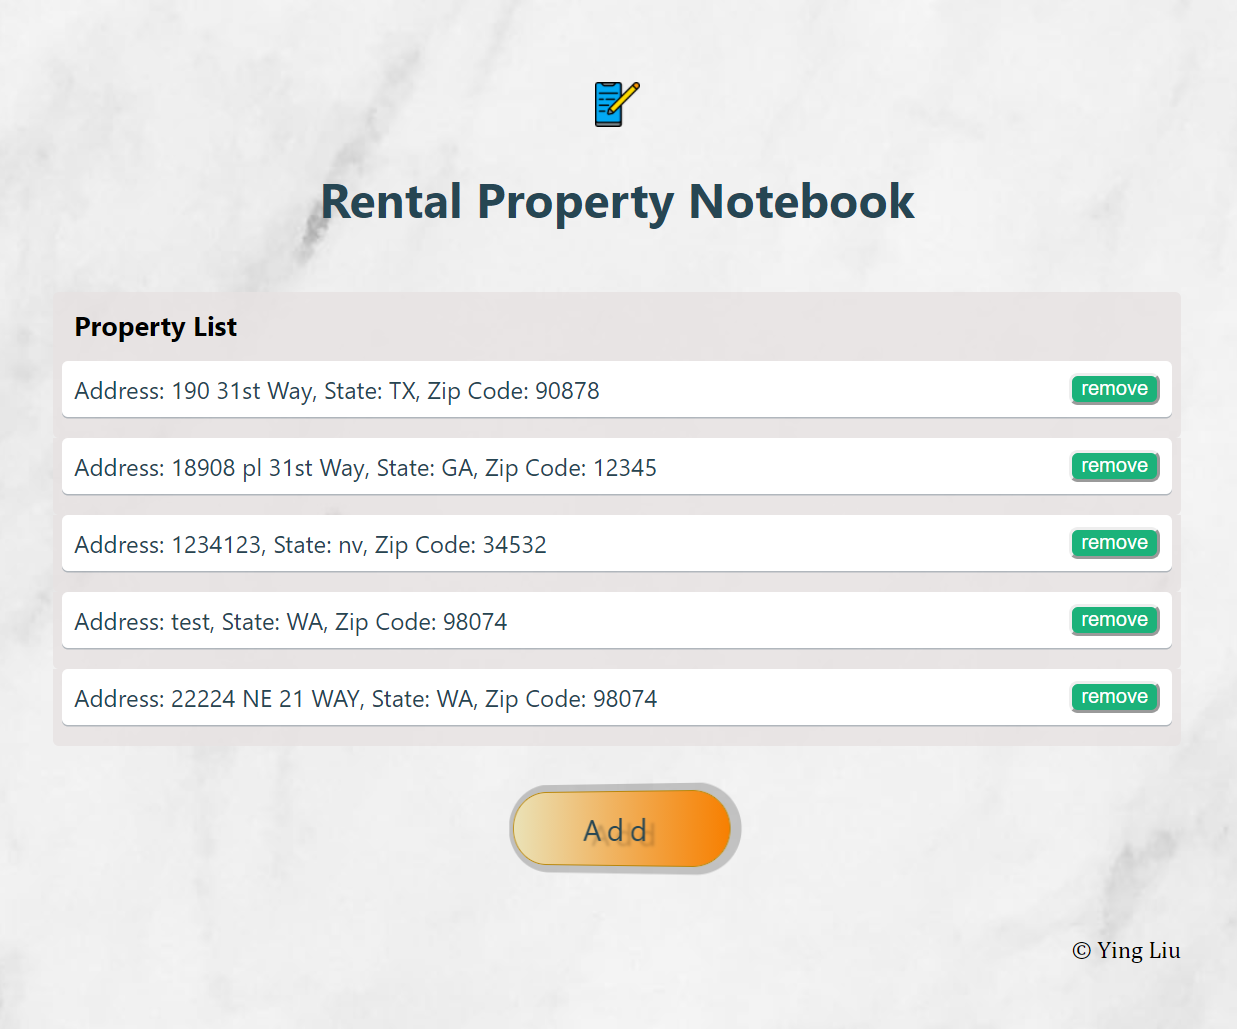 Rental Property Notebook
Property List
Address: 190 31st Way, State: TX, Zip Code: 90878 remove
Address: 18908 pl 31st Way, State: GA, Zip Code: 12345 remove
Address: 1234123, State: nv, Zip Code: 34532 remove
Address: test, State: WA, Zip Code: 98074 remove
Address: 22224 NE 21 WAY, State: WA, Zip Code: 98074 remove
Add
© Ying Liu